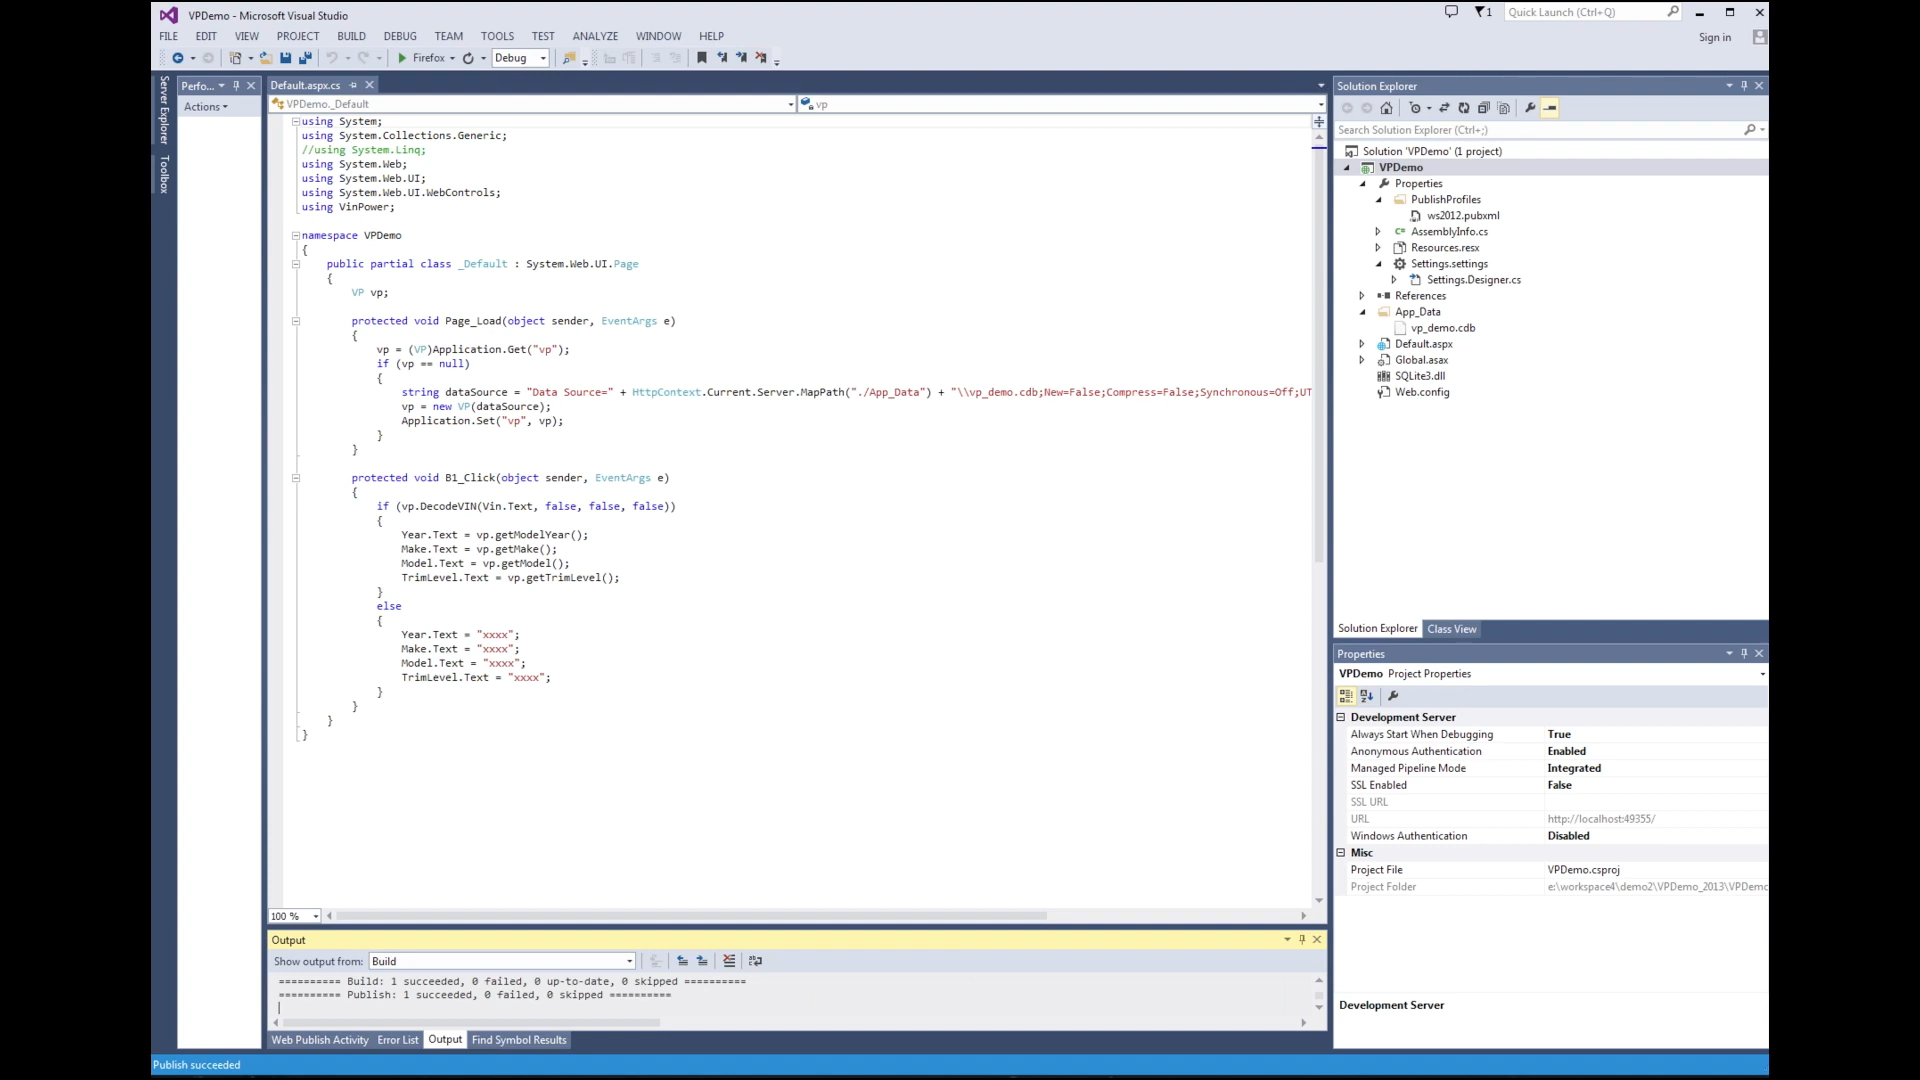 VPDemo - Microsoft Visual Studio
1
Quick Launch (Ctrl+Q)
FILE EDIT VIEW PROJECT BUILD DEBUG TEAM TOOLS TEST ANALYZE WINDOW HELP
Sign in
Firefox Debug
Server Explorer
Toolbox
Perfo...
Actions
Default.aspx.cs
VPDemo._Default
vp
using System;
using System.Collections.Generic;
//using System.Linq;
using System.Web;
using System.Web.UI;
using System.Web.UI.WebControls;
using VinPower;
namespace VPDemo
{
public partial class _Default : System.Web.UI.Page
{
VP vp;
protected void Page_Load(object sender, EventArgs e)
{
vp = (VP)Application.Get("vp");
if (vp == null)
{
string dataSource = "Data Source=" + HttpContext.Current.Server.MapPath("./App_Data") + "\\vp_demo.cdb;New=False;Compress=False;Synchronous=Off;UT
vp = new VP(dataSource);
Application.Set("vp", vp);
}
}
protected void B1_Click(object sender, EventArgs e)
{
if (vp.DecodeVIN(Vin.Text, false, false, false))
{
Year.Text = vp.getModelYear();
Make.Text = vp.getMake();
Model.Text = vp.getModel();
TrimLevel.Text = vp.getTrimLevel();
}
else
{
Year.Text = "xxxx";
Make.Text = "xxxx";
Model.Text = "xxxx";
TrimLevel.Text = "xxxx";
}
}
}
}
100 %
Output
Show output from: Build
========== Build: 1 succeeded, 0 failed, 0 up-to-date, 0 skipped ==========
========== Publish: 1 succeeded, 0 failed, 0 skipped ==========
Web Publish Activity Error List Output Find Symbol Results
Publish succeeded
Solution Explorer
Search Solution Explorer (Ctrl+;)
Solution 'VPDemo' (1 project)
VPDemo
Properties
PublishProfiles
ws2012.pubxml
AssemblyInfo.cs
Resources.resx
Settings.settings
Settings.Designer.cs
References
App_Data
vp_demo.cdb
Default.aspx
Global.asax
SQLite3.dll
Web.config
Solution Explorer Class View
Properties
VPDemo Project Properties
Development Server
Always Start When Debugging True
Anonymous Authentication Enabled
Managed Pipeline Mode Integrated
SSL Enabled False
SSL URL
URL http://localhost:49355/
Windows Authentication Disabled
Misc
Project File VPDemo.csproj
Project Folder e:\workspace4\demo2\VPDemo_2013\VPDemc
Development Server